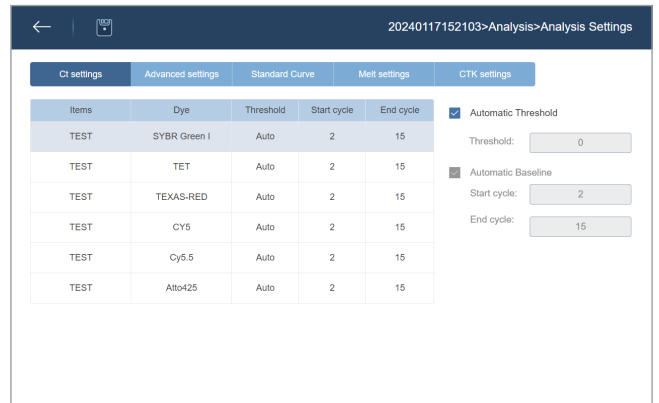 20240117152103>Analysis>Analysis Settings
Ct settings Advanced settings Standard Curve Melt settings CTK settings
Items Dye Threshold Start cycle End cycle
TEST SYBR Green I Auto 2 15
TEST TET Auto 2 15
TEST TEXAS-RED Auto 2 15
TEST CY5 Auto 2 15
TEST Cy5.5 Auto 2 15
TEST Atto425 Auto 2 15
Automatic Threshold
Threshold: 0
Automatic Baseline
Start cycle: 2
End cycle: 15